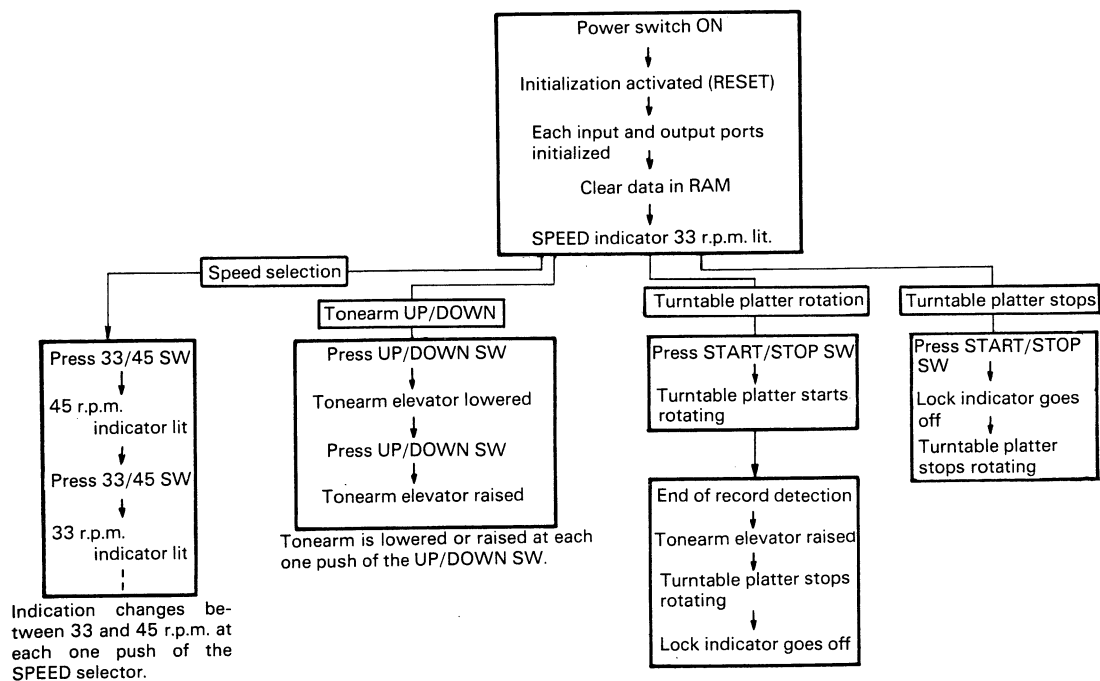 Power switch ON
Initialization activated (RESET)
Each input and output ports
initialized
Clear data in RAM
SPEED indicator 33 r.p.m. lit.
Speed selection
Press 33/45 SW
45 r.p.m.
indicator lit
Press 33/45 SW
33 r.p.m.
indicator lit
Indication changes be-
tween 33 and 45 r.p.m. at
each one push of the
SPEED selector.
Tonearm UP/DOWN
Press UP/DOWN SW
Tonearm elevator lowered
Press UP/DOWN SW
Tonearm elevator raised
Tonearm is lowered or raised at each
one push of the UP/DOWN SW.
Turntable platter rotation
Press START/STOP SW
Turntable platter starts
rotating
End of record detection
Tonearm elevator raised
Turntable platter stops
rotating
Lock indicator goes off
Turntable platter stops
Press START/STOP
SW
Lock indicator goes
off
Turntable platter
stops rotating